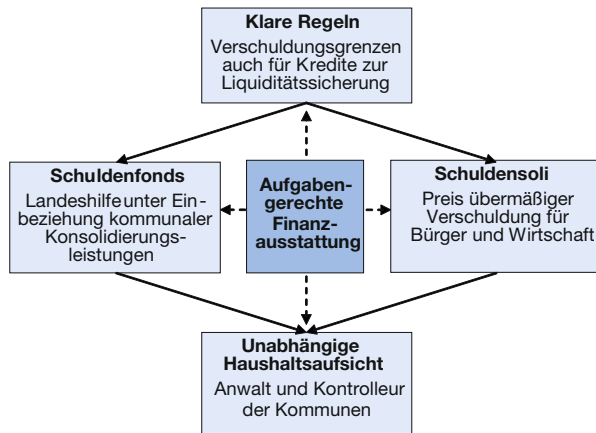 Klare Regeln
Verschuldungsgrenzen
auch für Kredite zur
Liquiditätssicherung
Schuldenfonds
Landeshilfe unter Ein-
beziehung kommunaler
Konsolidierungs-
leistungen
Aufgaben-
gerechte
Finanz-
ausstattung
Schuldensoli
Preis übermäßiger
Verschuldung für
Bürger und Wirtschaft
Unabhängige
Haushaltsaufsicht
Anwalt und Kontrolleur
der Kommunen